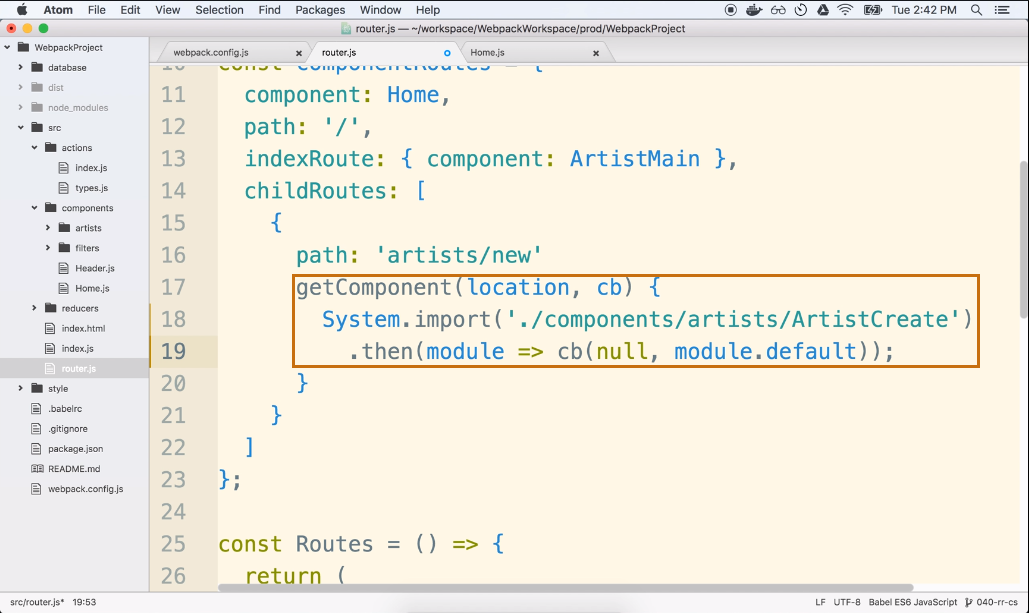 Atom File Edit View Selection Find Packages Window Help Tue 2:42 PM
router.js — ~/workspace/WebpackWorkspace/prod/WebpackProject
WebpackProject
database
dist
node_modules
src
actions
index.js
types.js
components
artists
filters
Header.js
Home.js
reducers
index.html
index.js
router.js
style
.babelrc
.gitignore
package.json
README.md
webpack.config.js
webpack.config.js router.js Home.js
10 const componentRoutes = {
11 component: Home,
12 path: '/',
13 indexRoute: { component: ArtistMain },
14 childRoutes: [
15 {
16 path: 'artists/new'
17 getComponent(location, cb) {
18 System.import('./components/artists/ArtistCreate')
19 .then(module => cb(null, module.default));
20 }
21 }
22 ]
23 };
24
25 const Routes = () => {
26 return (
src/router.js* 19:53 LF UTF-8 Babel ES6 JavaScript 040-rr-cs